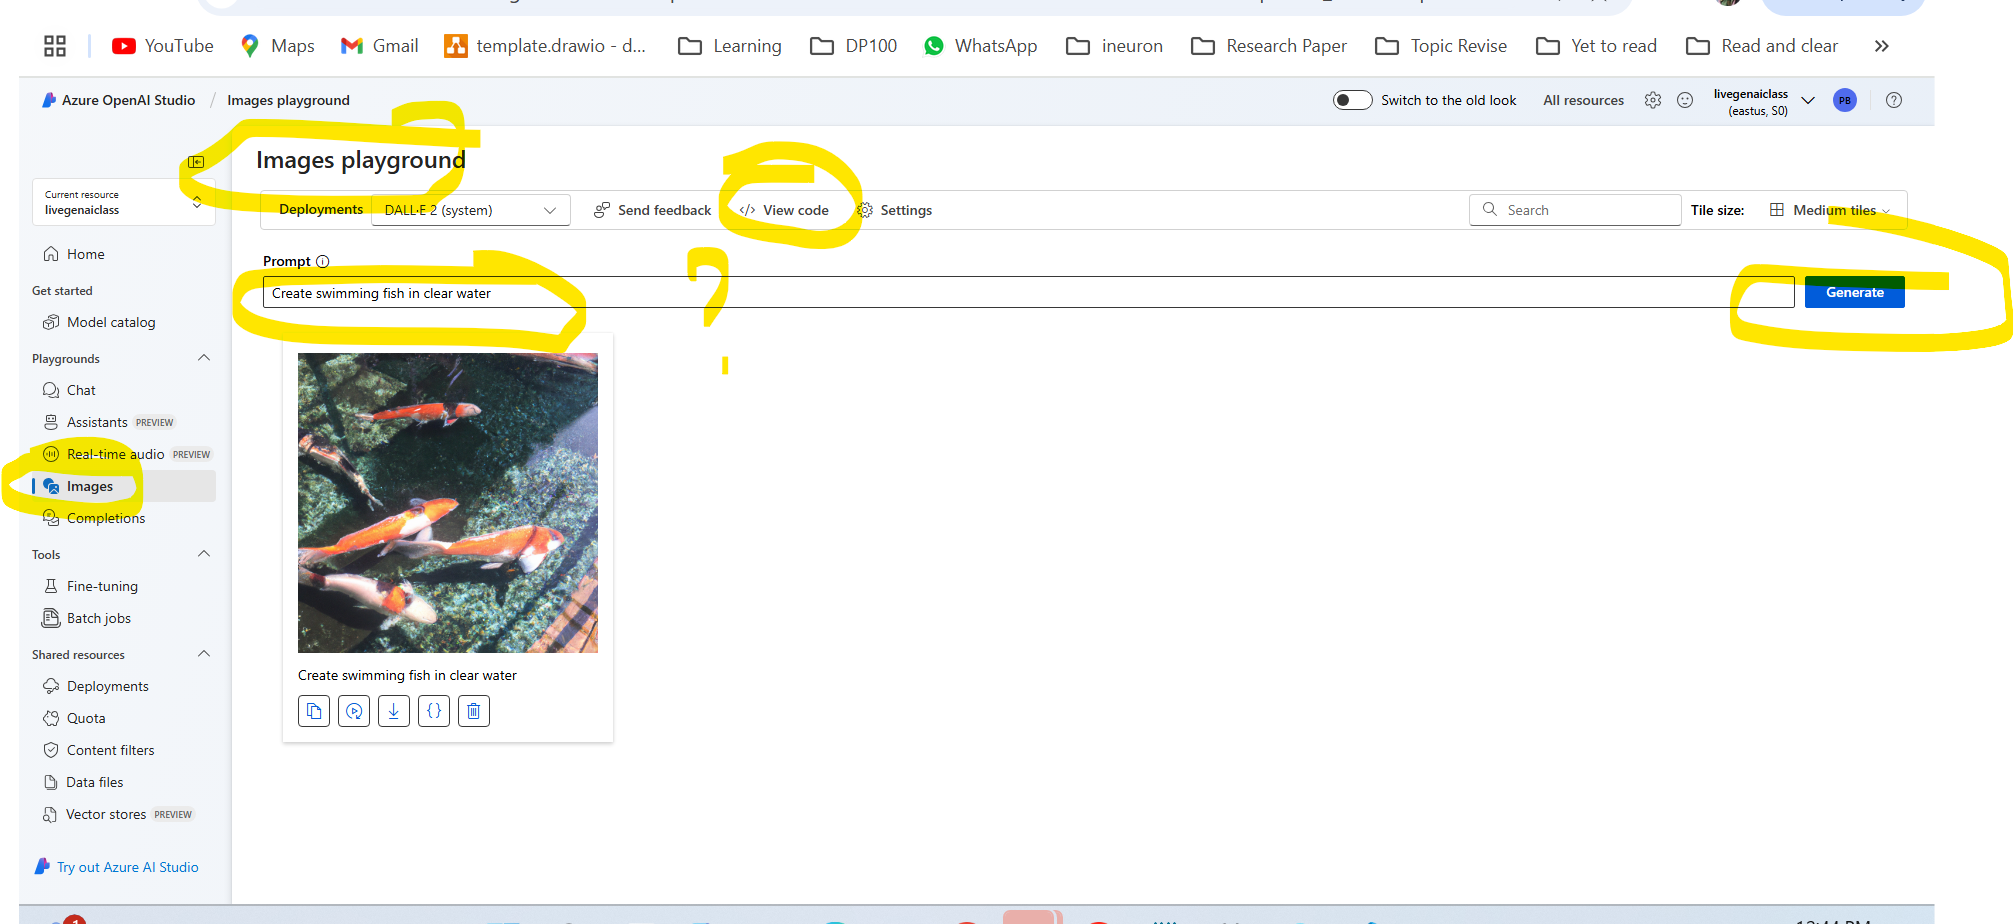 YouTube
Maps
Gmail
template.drawio - d...
Learning
DP100
WhatsApp
ineuron
Research Paper
Topic Revise
Yet to read
Read and clear
Azure OpenAI Studio / Images playground
Switch to the old look
All resources
livegenaiclass
(eastus, S0)
PB
Current resource
livegenaiclass
Home
Get started
Model catalog
Playgrounds
Chat
Assistants PREVIEW
Real-time audio PREVIEW
Images
Completions
Tools
Fine-tuning
Batch jobs
Shared resources
Deployments
Quota
Content filters
Data files
Vector stores PREVIEW
Try out Azure AI Studio
Images playground
Deployments
DALL·E 2 (system)
Send feedback
</> View code
Settings
Search
Tile size:
Medium tiles
Prompt
Create swimming fish in clear water
Generate
?
Create swimming fish in clear water
{}
1